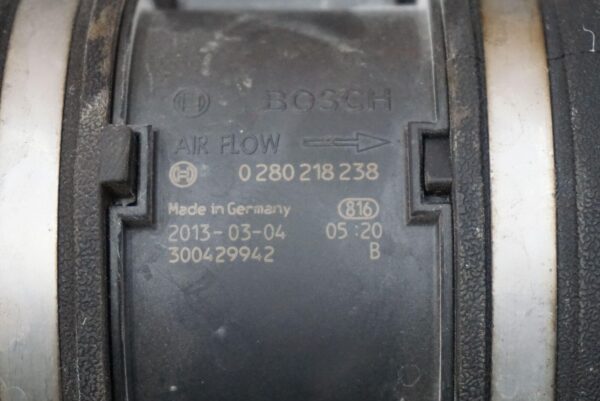 BOSCH
AIR FLOW
0 280 218 238
Made in Germany 816
2013-03-04 05:20
300429942 B